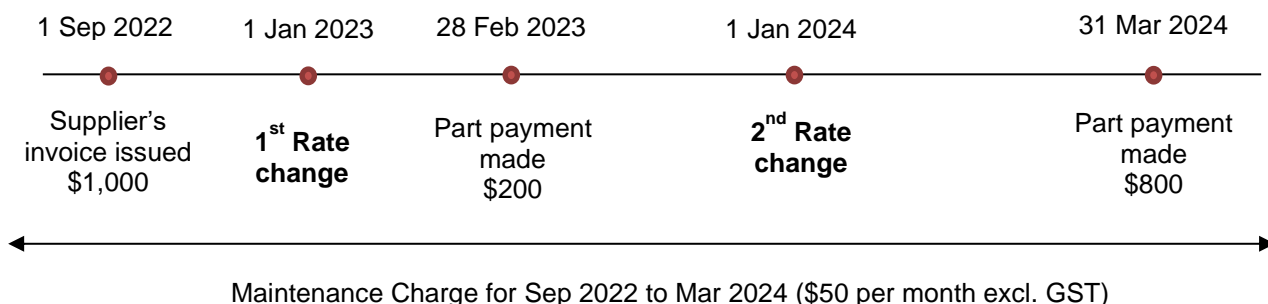 1 Sep 2022
1 Jan 2023
28 Feb 2023
1 Jan 2024
31 Mar 2024
Supplier's
invoice issued
$1,000
1st Rate
change
Part payment
made
$200
2nd Rate
change
Part payment
made
$800
Maintenance Charge for Sep 2022 to Mar 2024 ($50 per month excl. GST)